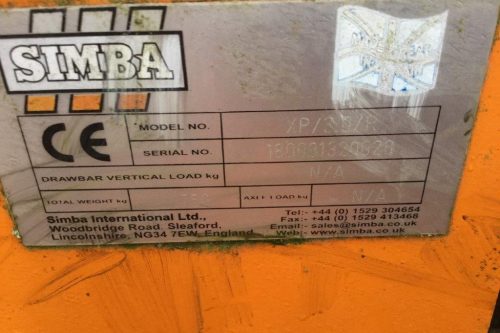 SIMBA
CE
MODEL NO.
SERIAL NO.
DRAWBAR VERTICAL LOAD kg
TOTAL WEIGHT kg AXLE LOAD kg N/A
Simba International Ltd.,
Woodbridge Road, Sleaford,
Lincolnshire, NG34 7EW, England
Tel:- +44 (0) 1529 304654
Fax:- +44 (0) 1529 413468
Email:- sales@simba.co.uk
Web:- www.simba.co.uk